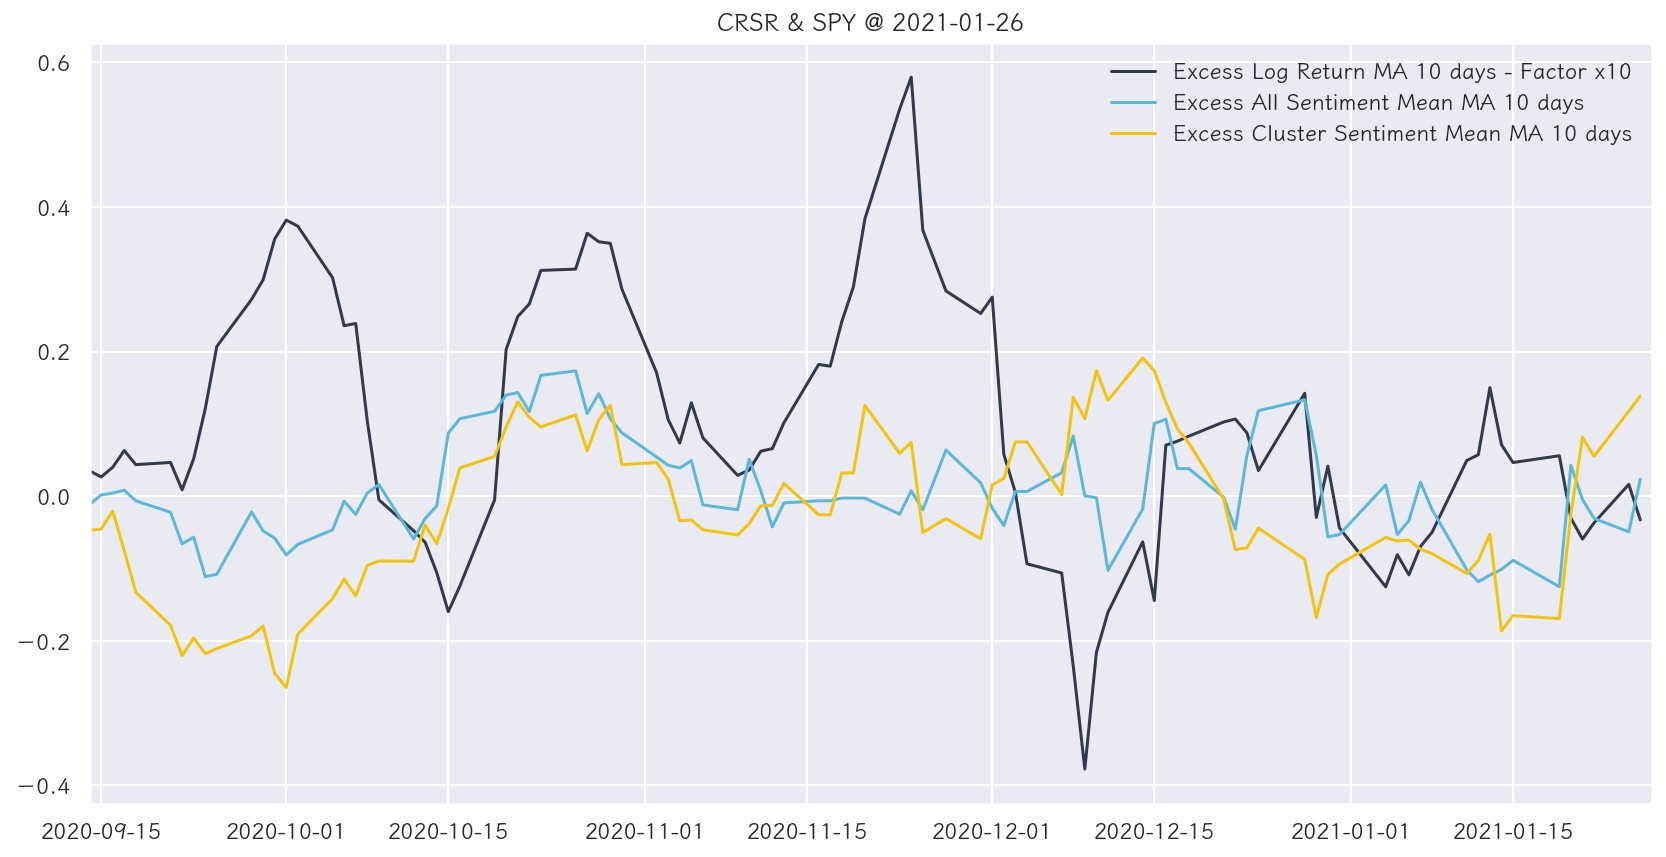 CRSR & SPY @ 2021-01-26
Excess Log Return MA 10 days - Factor x10
Excess All Sentiment Mean MA 10 days
Excess Cluster Sentiment Mean MA 10 days
0.6
0.4
0.2
0.0
−0.2
−0.4
2020-09-15 2020-10-01 2020-10-15 2020-11-01 2020-11-15 2020-12-01 2020-12-15 2021-01-01 2021-01-15